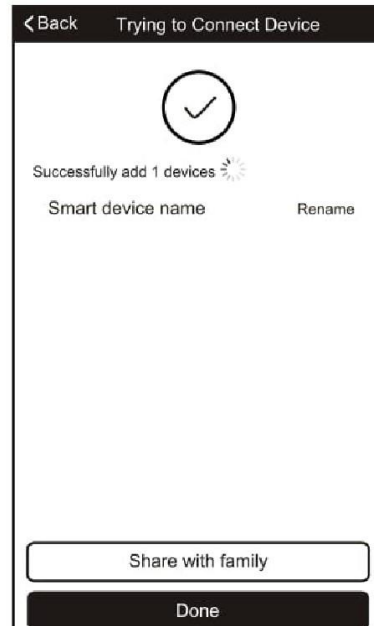 Back Trying to Connect Device
Successfully add 1 devices
Smart device name Rename
Share with family
Done